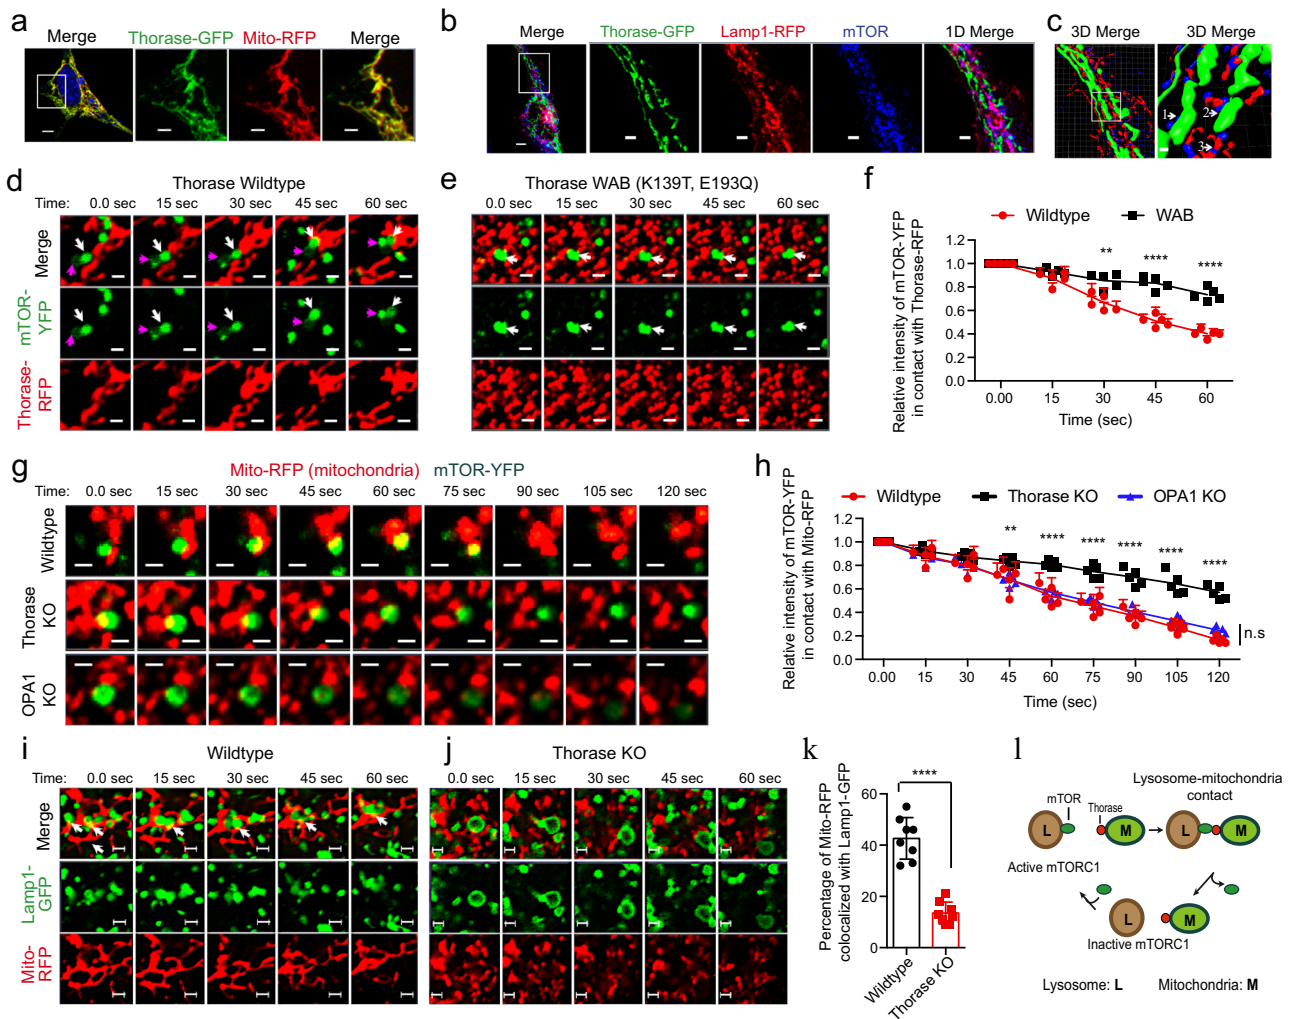 a
Merge Thorase-GFP Mito-RFP Merge
b
Merge Thorase-GFP Lamp1-RFP mTOR 1D Merge
c
3D Merge 3D Merge
1
2
3
d
Thorase Wildtype
Time: 0.0 sec 15 sec 30 sec 45 sec 60 sec
Merge
mTOR-
YFP
Thorase-
RFP
e
Thorase WAB (K139T, E193Q)
0.0 sec 15 sec 30 sec 45 sec 60 sec
f
Wildtype WAB
Relative intensity of mTOR-YFP
in contact with Thorase-RFP
1.2
1.0
0.8
0.6
0.4
0.2
0.0
** **** ****
0.00 15 30 45 60
Time (sec)
g
Mito-RFP (mitochondria) mTOR-YFP
Time: 0.0 sec 15 sec 30 sec 45 sec 60 sec 75 sec 90 sec 105 sec 120 sec
Wildtype
Thorase
KO
OPA1
KO
h
Wildtype Thorase KO OPA1 KO
Relative intensity of mTOR-YFP
in contact with Mito-RFP
1.2
1.0
0.8
0.6
0.4
0.2
0.0
** **** **** **** **** ****
n.s
0.00 15 30 45 60 75 90 105 120
Time (sec)
i
Wildtype
Time: 0.0 sec 15 sec 30 sec 45 sec 60 sec
Merge
Lamp1-
GFP
Mito-
RFP
j
Thorase KO
0.0 sec 15 sec 30 sec 45 sec 60 sec
k
Percentage of Mito-RFP
colocalized with Lamp1-GFP
****
60
40
20
0
Wildtype
Thorase KO
l
Lysosome-mitochondria
contact
mTOR Thorase
L M L M
Active mTORC1
L M
Inactive mTORC1
Lysosome: L Mitochondria: M